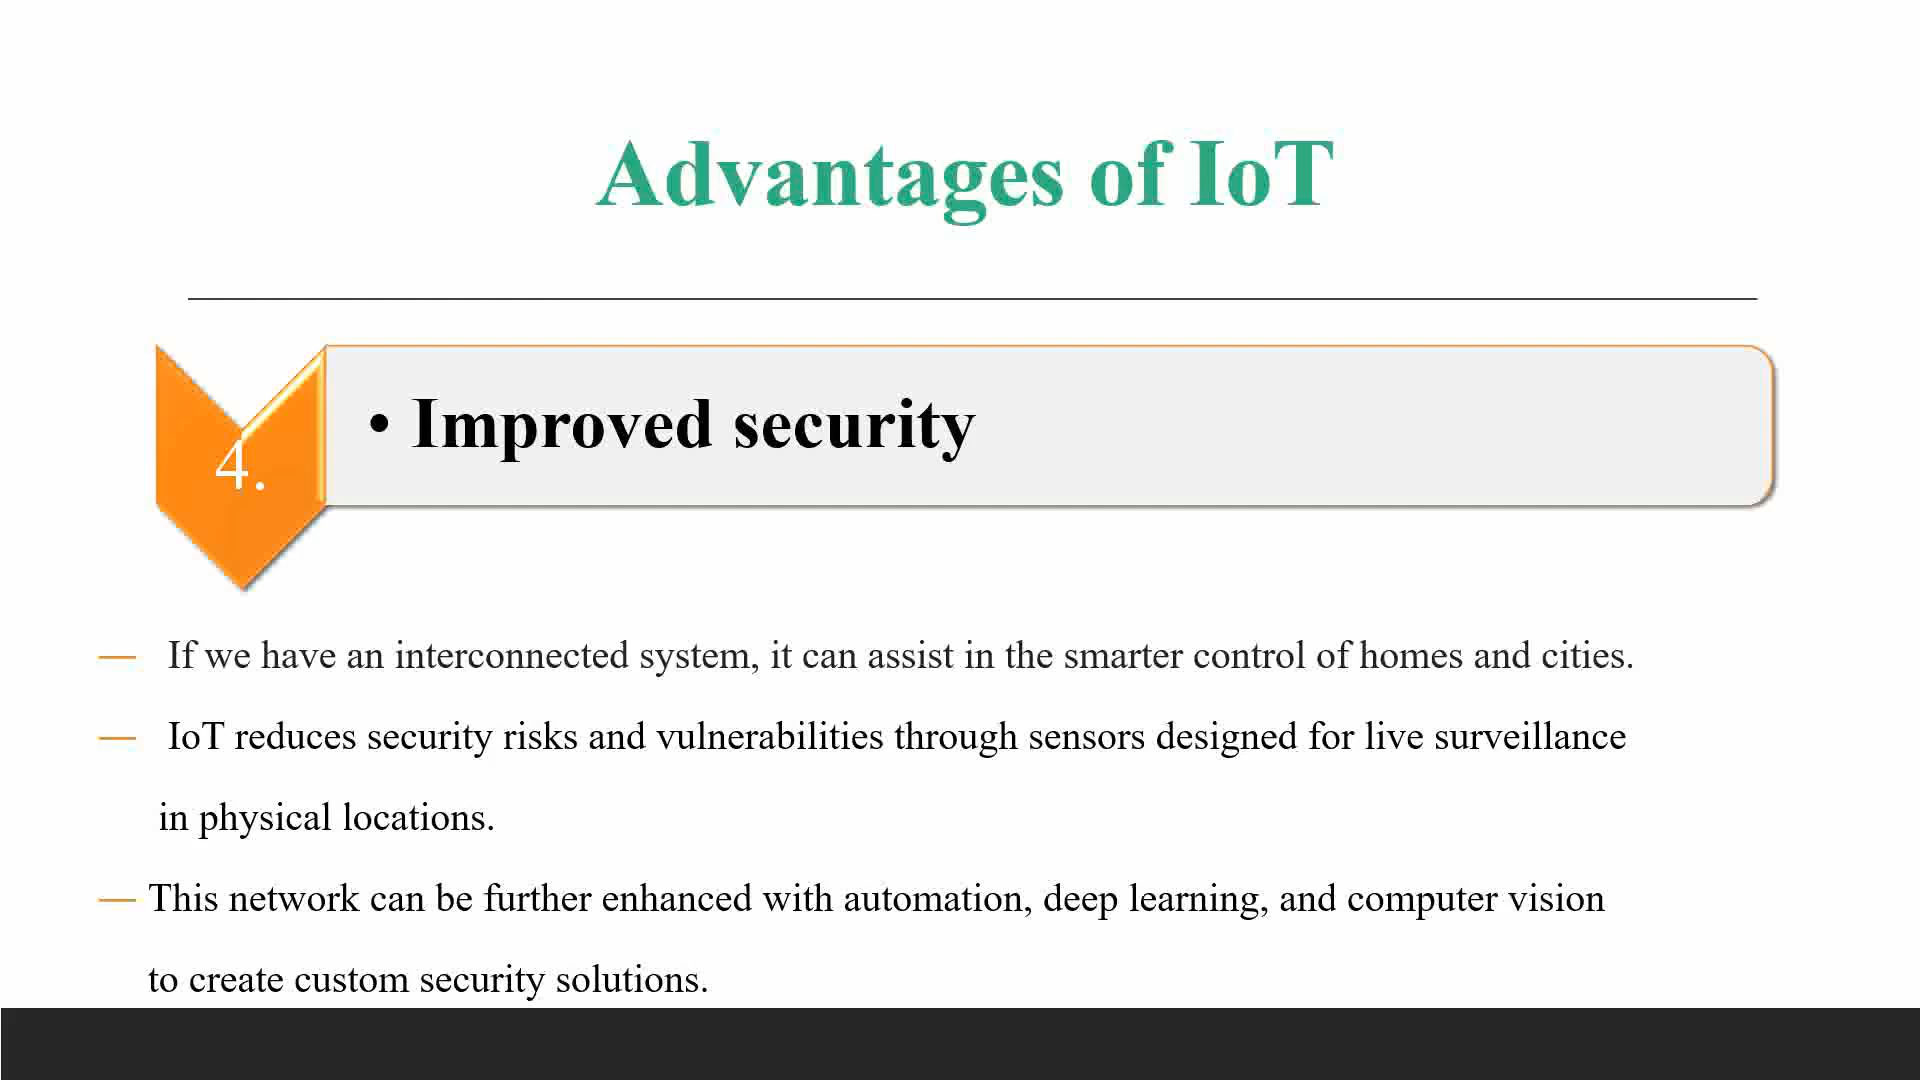 Advantages of IoT
4.
• Improved security
— If we have an interconnected system, it can assist in the smarter control of homes and cities.
— IoT reduces security risks and vulnerabilities through sensors designed for live surveillance
in physical locations.
— This network can be further enhanced with automation, deep learning, and computer vision
to create custom security solutions.